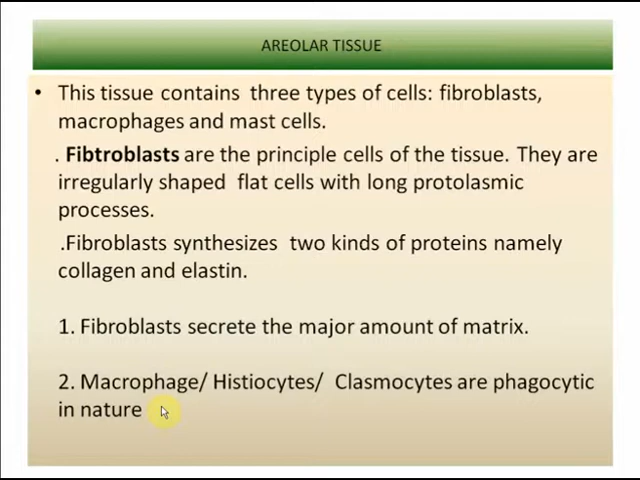 AREOLAR TISSUE
• This tissue contains three types of cells: fibroblasts,
macrophages and mast cells.
. Fibtroblasts are the principle cells of the tissue. They are
irregularly shaped flat cells with long protolasmic
processes.
.Fibroblasts synthesizes two kinds of proteins namely
collagen and elastin.
1. Fibroblasts secrete the major amount of matrix.
2. Macrophage/ Histiocytes/ Clasmocytes are phagocytic
in nature